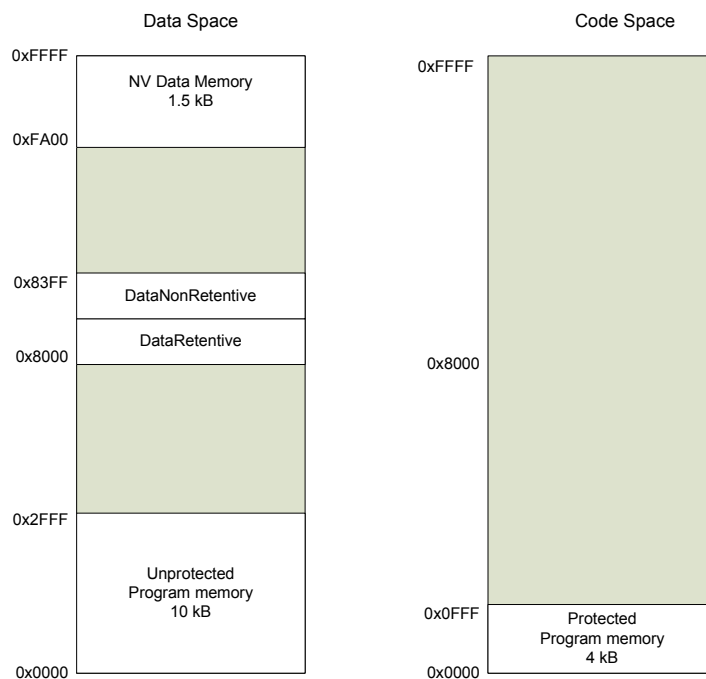 Data Space
0xFFFF
NV Data Memory
1.5 kB
0xFA00
0x83FF
DataNonRetentive
DataRetentive
0x8000
0x2FFF
Unprotected
Program memory
10 kB
0x0000
Code Space
0xFFFF
0x8000
0x0FFF
Protected
Program memory
4 kB
0x0000